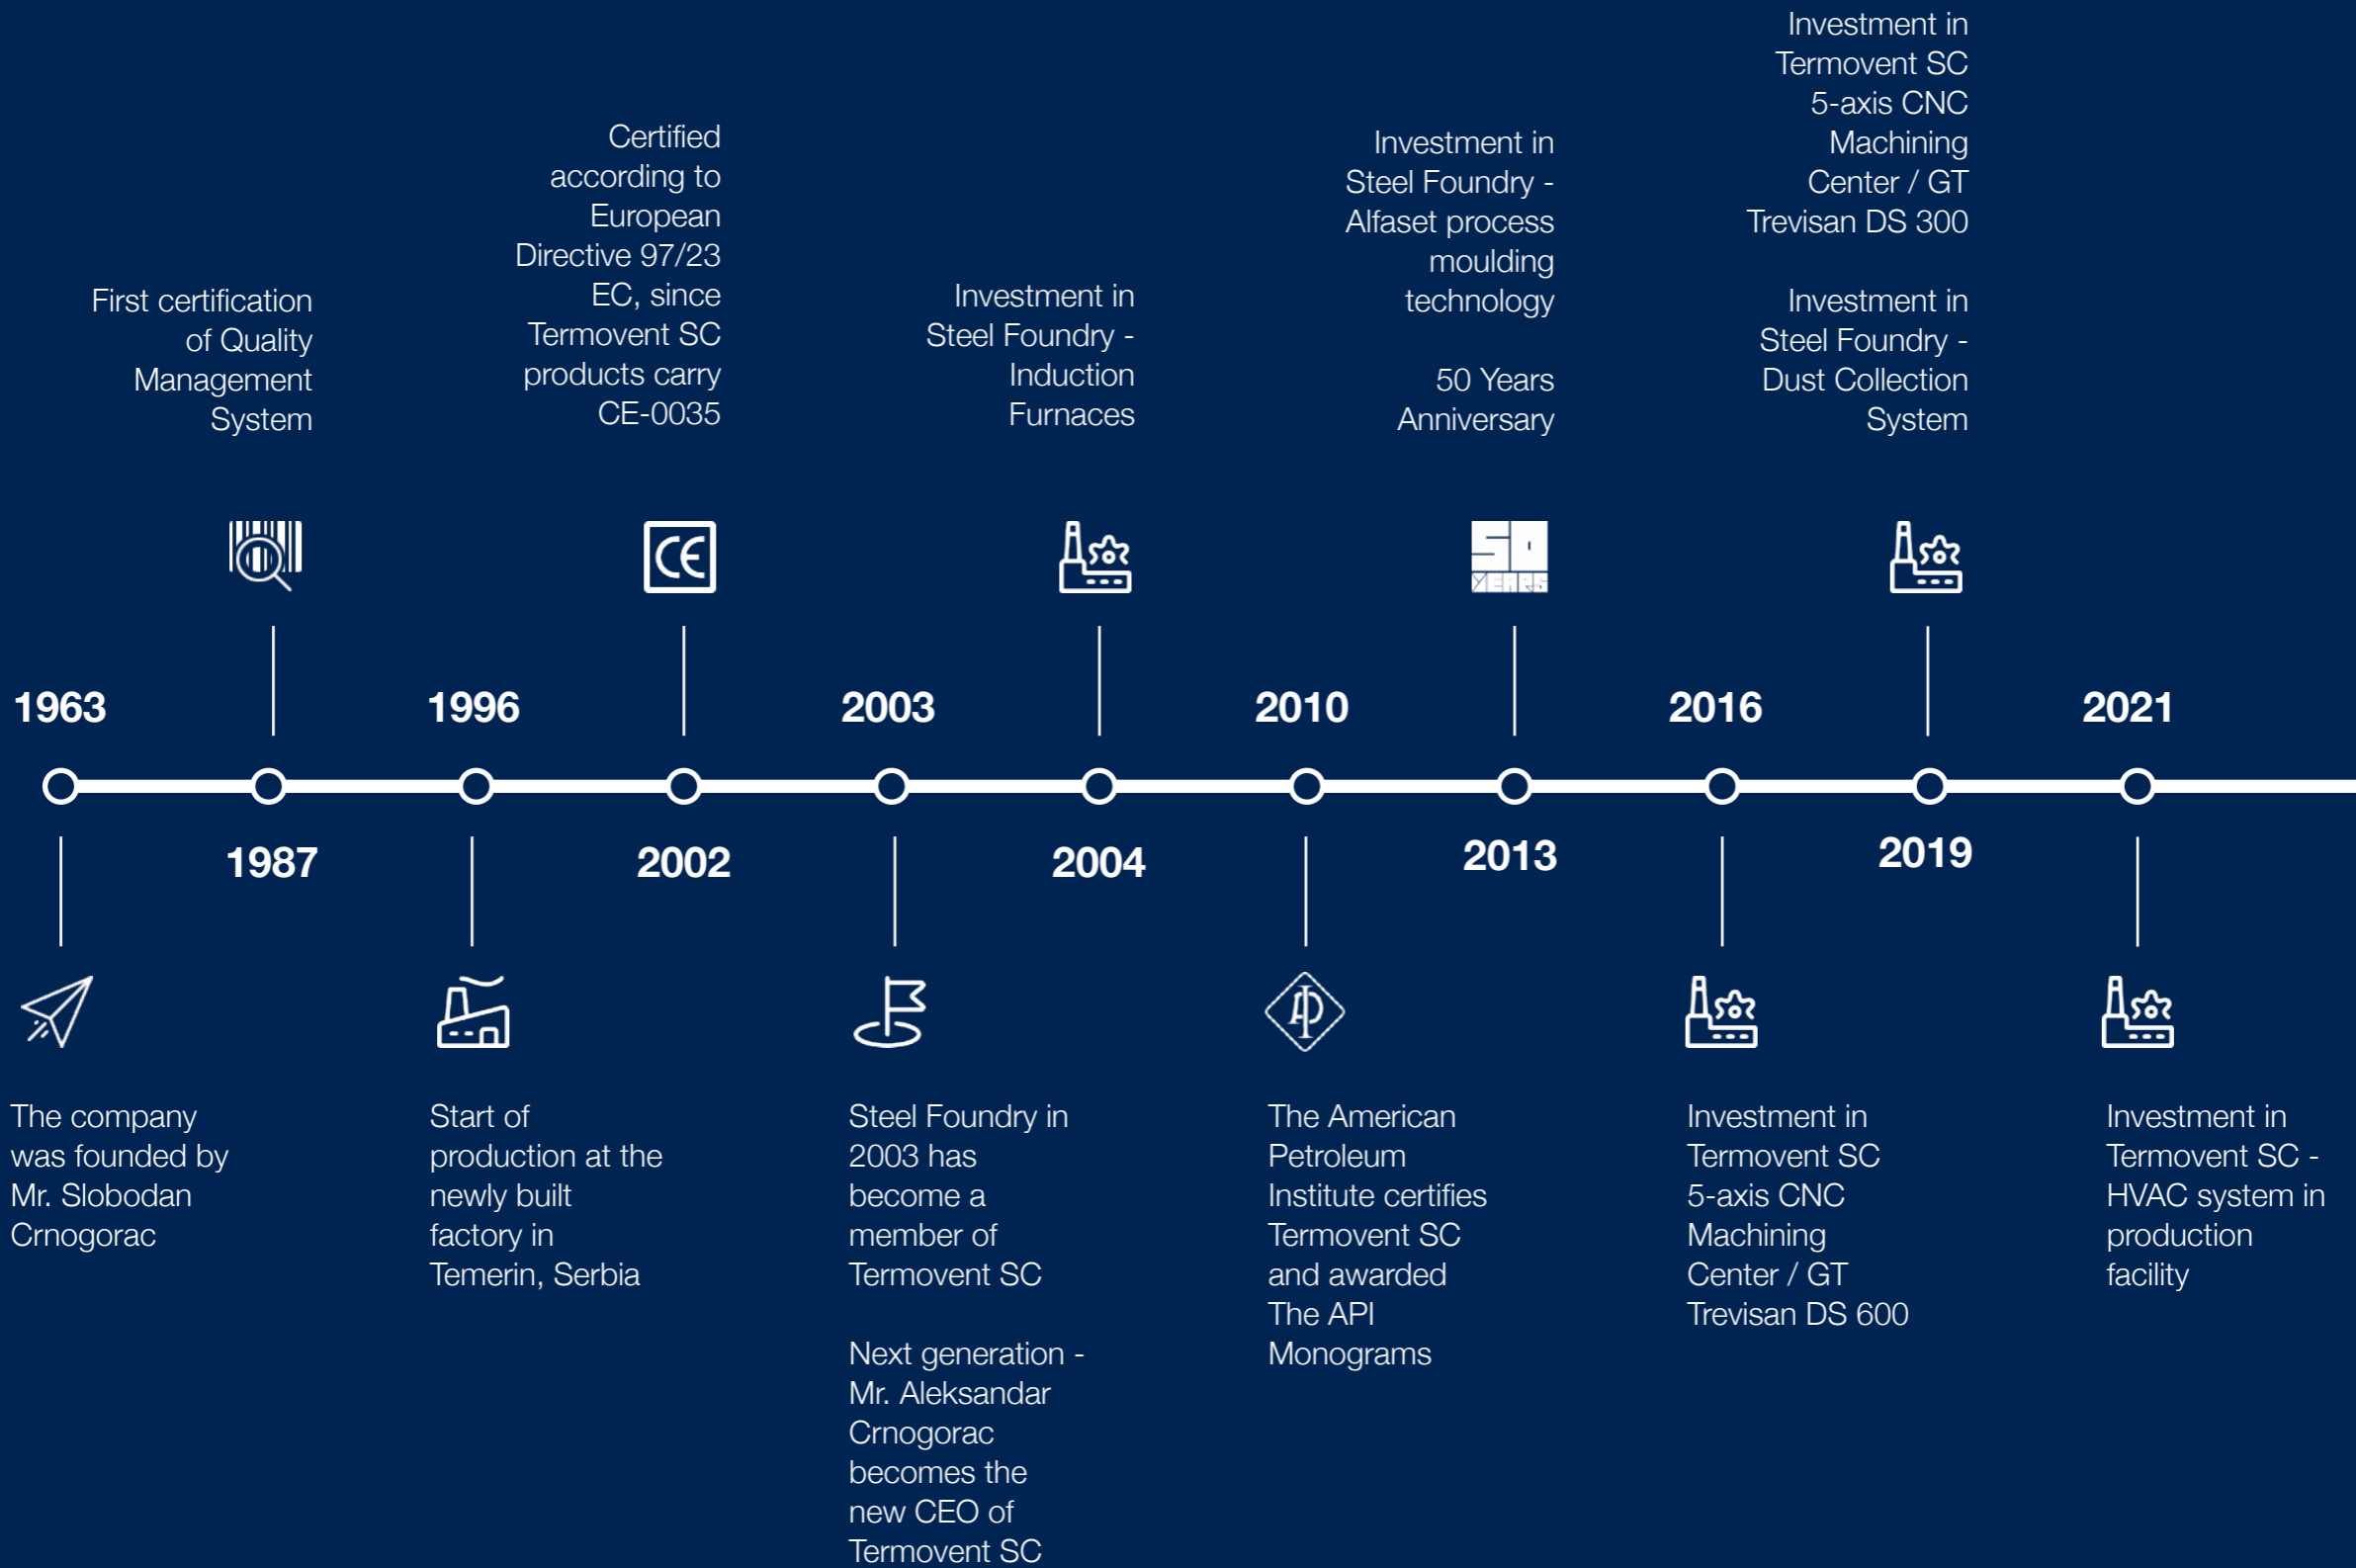 First certification
of Quality
Management
System
Certified
according to
European
Directive 97/23
EC, since
Termovent SC
products carry
CE-0035
Investment in
Steel Foundry -
Induction
Furnaces
Investment in
Steel Foundry -
Alfaset process
moulding
technology
50 Years
Anniversary
Investment in
Termovent SC
5-axis CNC
Machining
Center / GT
Trevisan DS 300
Investment in
Steel Foundry -
Dust Collection
System
CE
50
YEARS
1963
1996
2003
2010
2016
2021
1987
2002
2004
2013
2019
API
The company
was founded by
Mr. Slobodan
Crnogorac
Start of
production at the
newly built
factory in
Temerin, Serbia
Steel Foundry in
2003 has
become a
member of
Termovent SC
Next generation -
Mr. Aleksandar
Crnogorac
becomes the
new CEO of
Termovent SC
The American
Petroleum
Institute certifies
Termovent SC
and awarded
The API
Monograms
Investment in
Termovent SC
5-axis CNC
Machining
Center / GT
Trevisan DS 600
Investment in
Termovent SC -
HVAC system in
production
facility